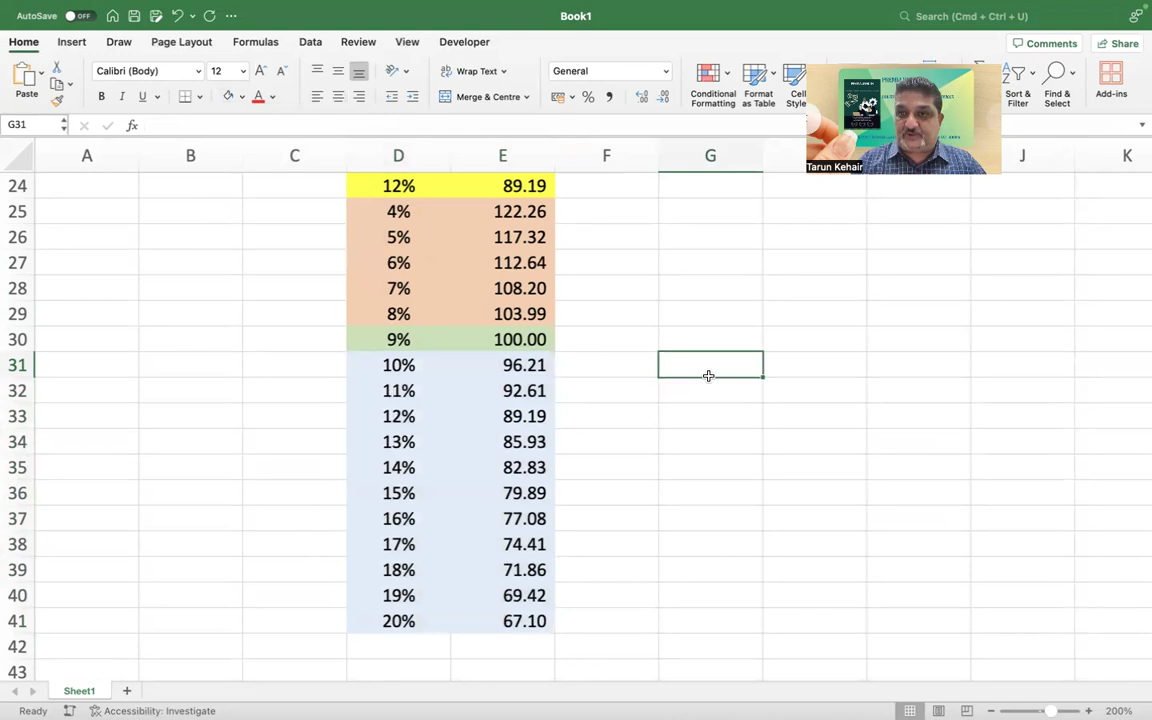 AutoSave OFF Book1 Search (Cmd + Ctrl + U)
Home Insert Draw Page Layout Formulas Data Review View Developer Comments Share
Paste Calibri (Body) 12 A A Wrap Text General Conditional Formatting Format as Table Cell Styles Sort & Filter Find & Select Add-ins
B I U A Merge & Centre %
G31 fx
Tarun Kehair
A B C D E F G J K
24 12% 89.19
25 4% 122.26
26 5% 117.32
27 6% 112.64
28 7% 108.20
29 8% 103.99
30 9% 100.00
31 10% 96.21
32 11% 92.61
33 12% 89.19
34 13% 85.93
35 14% 82.83
36 15% 79.89
37 16% 77.08
38 17% 74.41
39 18% 71.86
40 19% 69.42
41 20% 67.10
42
43
Sheet1
Ready Accessibility: Investigate 200%